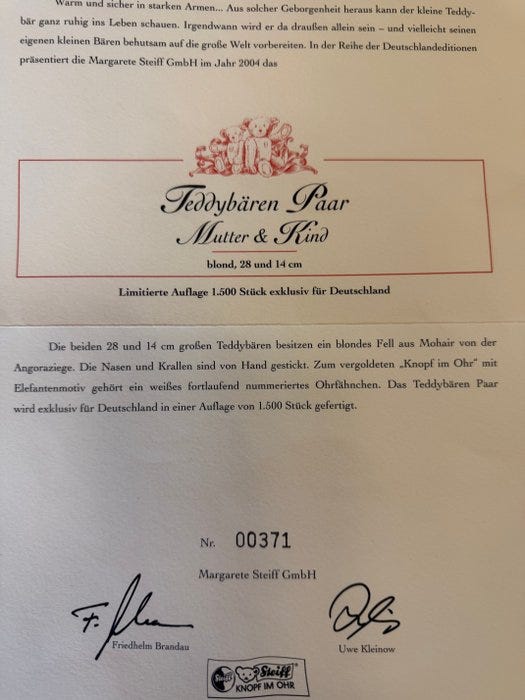 Warm und sicher in starken Armen... Aus solcher Geborgenheit heraus kann der kleine Teddy-
bär ganz ruhig ins Leben schauen. Irgendwann wird er da draußen allein sein – und vielleicht seinen
eigenen kleinen Bären behutsam auf die große Welt vorbereiten. In der Reihe der Deutschlandeditionen
präsentiert die Margarete Steiff GmbH im Jahr 2004 das
Teddybären Paar
Mutter & Kind
blond, 28 und 14 cm
Limitierte Auflage 1.500 Stück exklusiv für Deutschland
Die beiden 28 und 14 cm großen Teddybären besitzen ein blondes Fell aus Mohair von der
Angoraziege. Die Nasen und Krallen sind von Hand gestickt. Zum vergoldeten „Knopf im Ohr" mit
Elefantenmotiv gehört ein weißes fortlaufend nummeriertes Ohrfähnchen. Das Teddybären Paar
wird exklusiv für Deutschland in einer Auflage von 1.500 Stück gefertigt.
Nr. 00371
Margarete Steiff GmbH
Friedhelm Brandau
Uwe Kleinow
Steiff Steiff®
KNOPF IM OHR